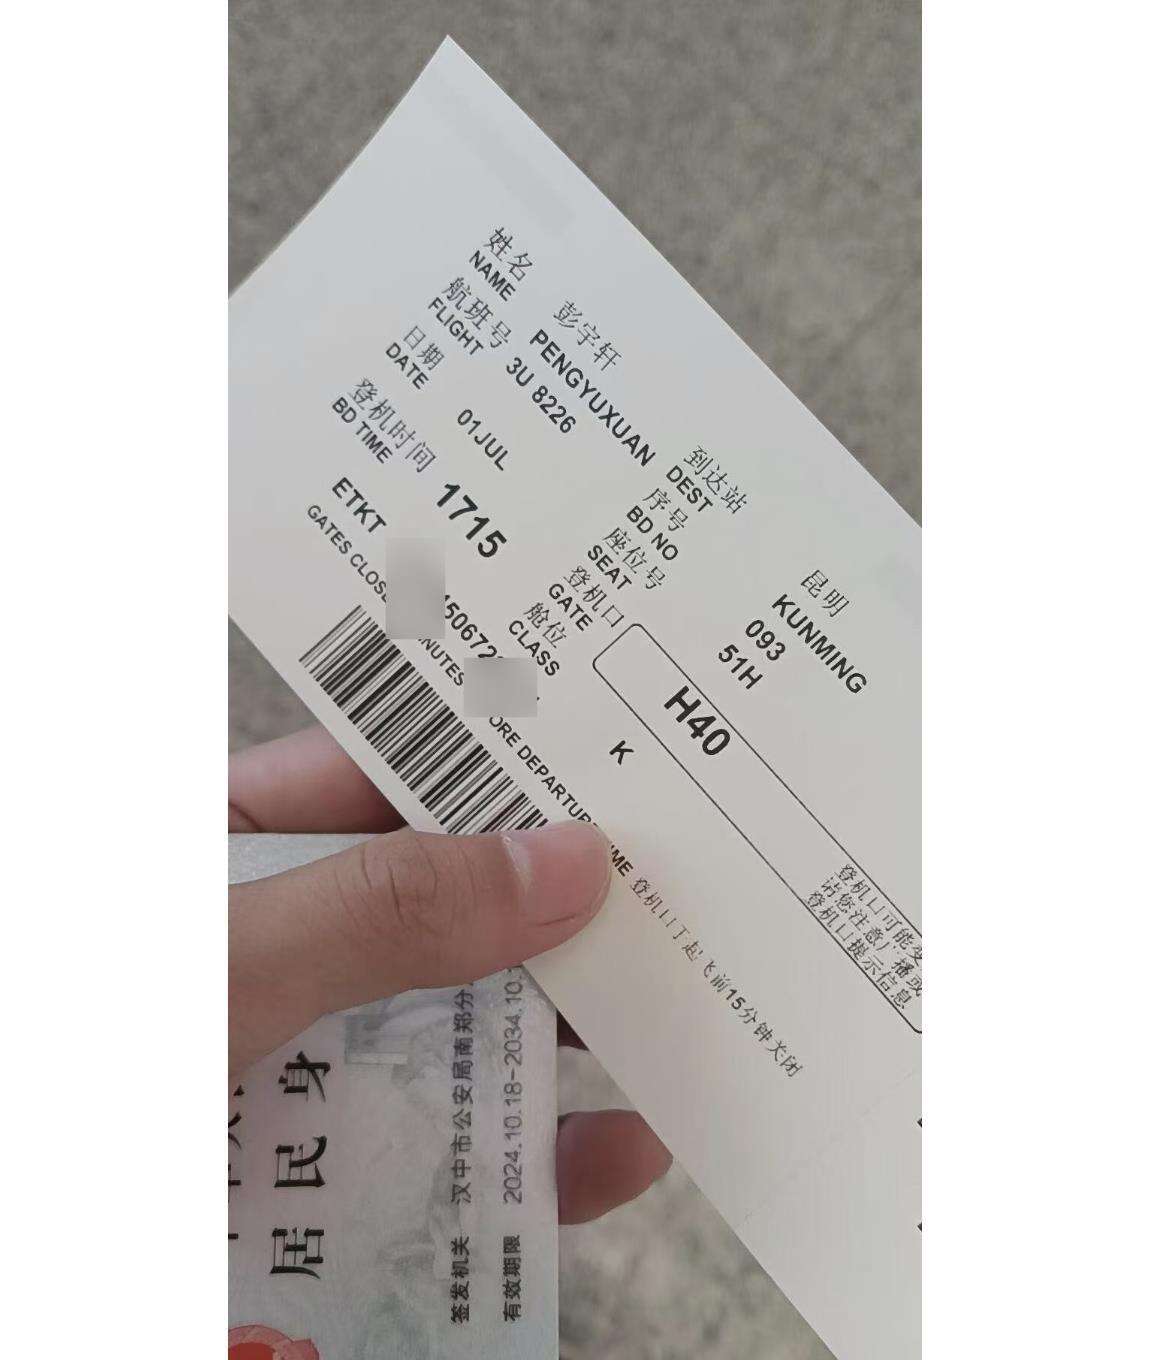 姓名 彭宇轩
NAME PENGYUXUAN
航班号
FLIGHT 3U 8226
日期
DATE 01JUL
登机时间
BD TIME 1715
ETKT 150672
到达站 昆明
DEST KUNMING
序号
BD NO 093
座位号
SEAT 51H
登机口
GATE H40
舱位
CLASS K
登机口可能变
请您注意广播或
登机口提示信息
GATES CLOSE MINUTES BEFORE DEPARTURE TIME 登机口于起飞前15分钟关闭
居民身
签发机关 汉中市公安局南郑分
有效期限 2024.10.18-2034.10.